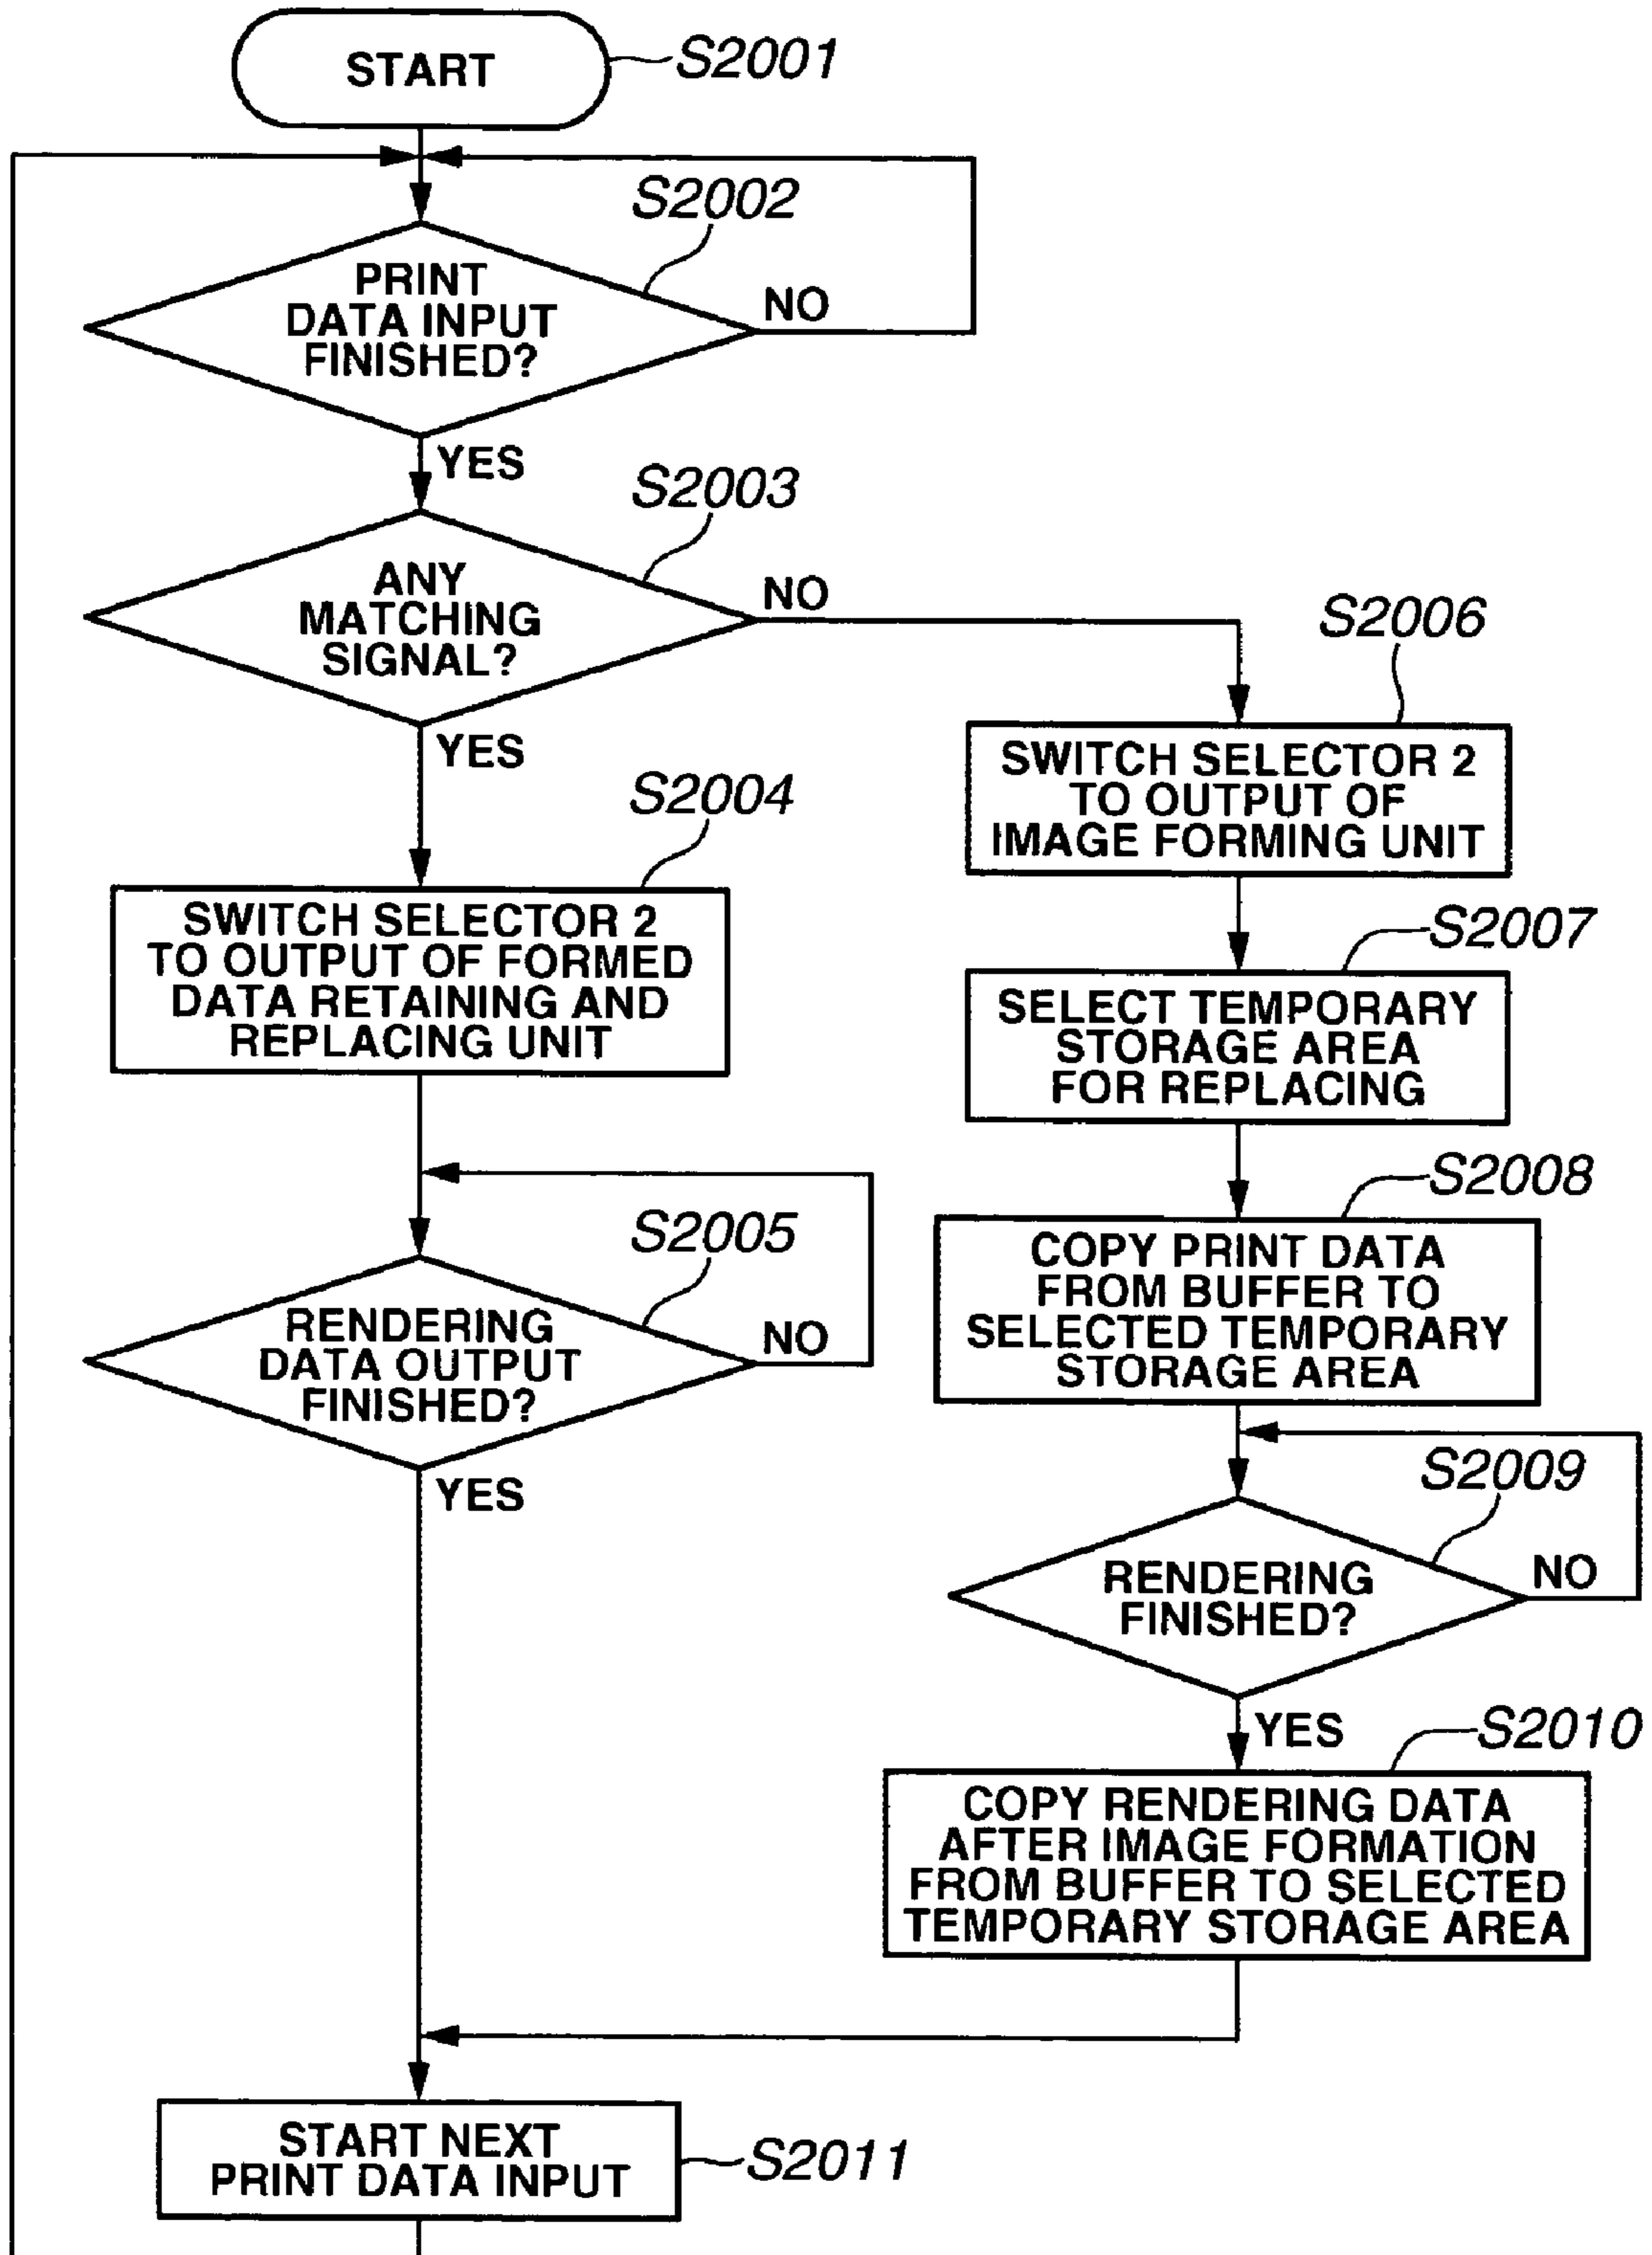 START
S2001
S2002
PRINT
DATA INPUT
FINISHED?
NO
YES
S2003
ANY
MATCHING
SIGNAL?
NO
YES
S2004
SWITCH SELECTOR 2
TO OUTPUT OF FORMED
DATA RETAINING AND
REPLACING UNIT
S2005
RENDERING
DATA OUTPUT
FINISHED?
NO
YES
S2006
SWITCH SELECTOR 2
TO OUTPUT OF
IMAGE FORMING UNIT
S2007
SELECT TEMPORARY
STORAGE AREA
FOR REPLACING
S2008
COPY PRINT DATA
FROM BUFFER TO
SELECTED TEMPORARY
STORAGE AREA
S2009
RENDERING
FINISHED?
NO
YES
S2010
COPY RENDERING DATA
AFTER IMAGE FORMATION
FROM BUFFER TO SELECTED
TEMPORARY STORAGE AREA
START NEXT
PRINT DATA INPUT
S2011